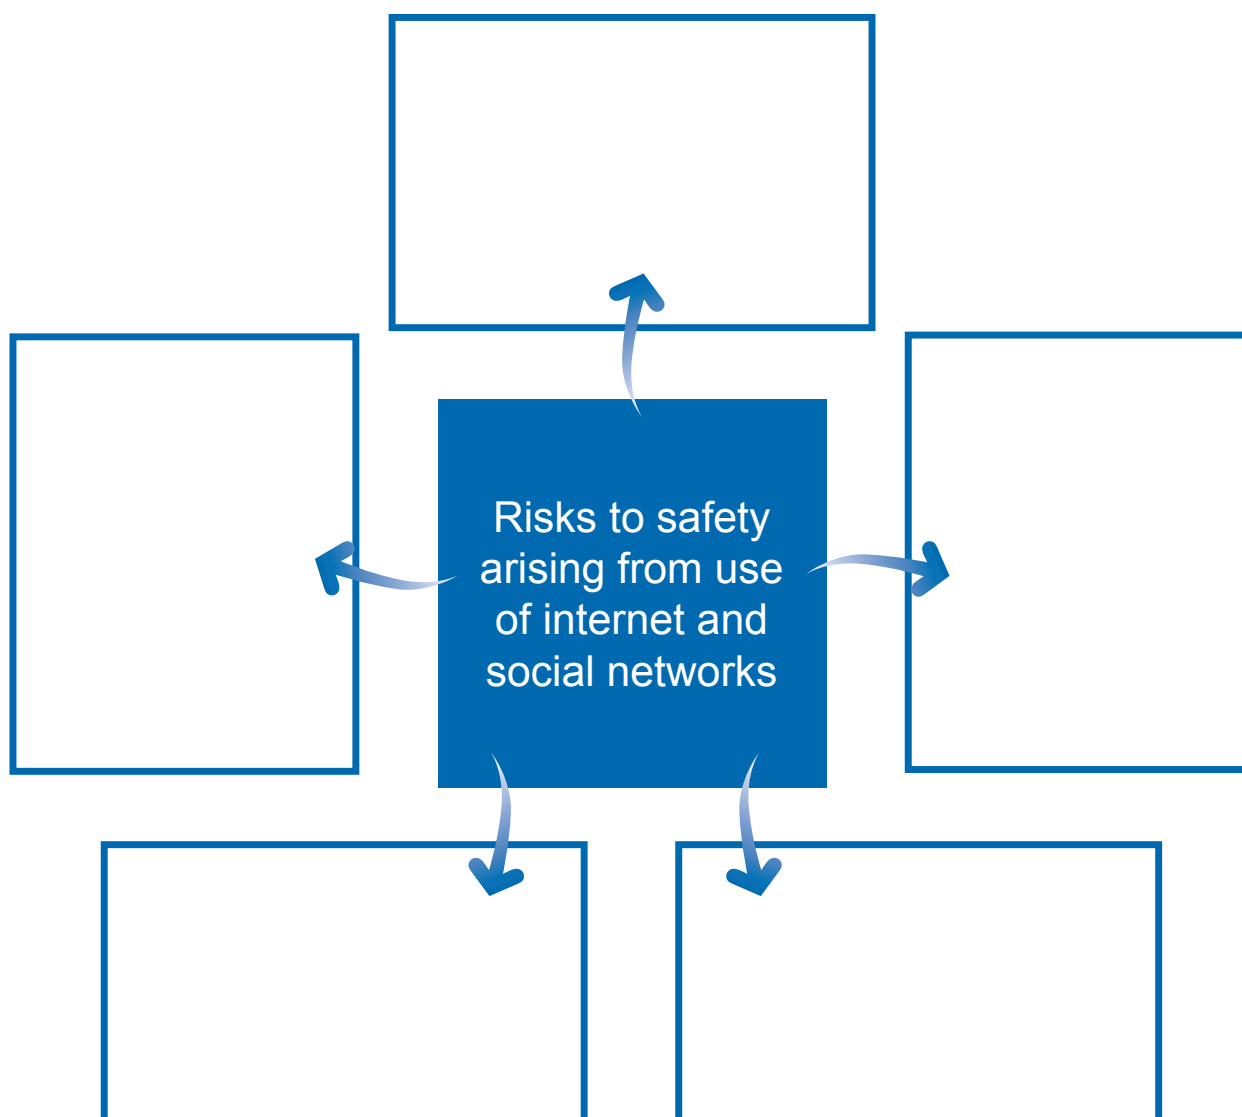 Risks to safety
arising from use
of internet and
social networks